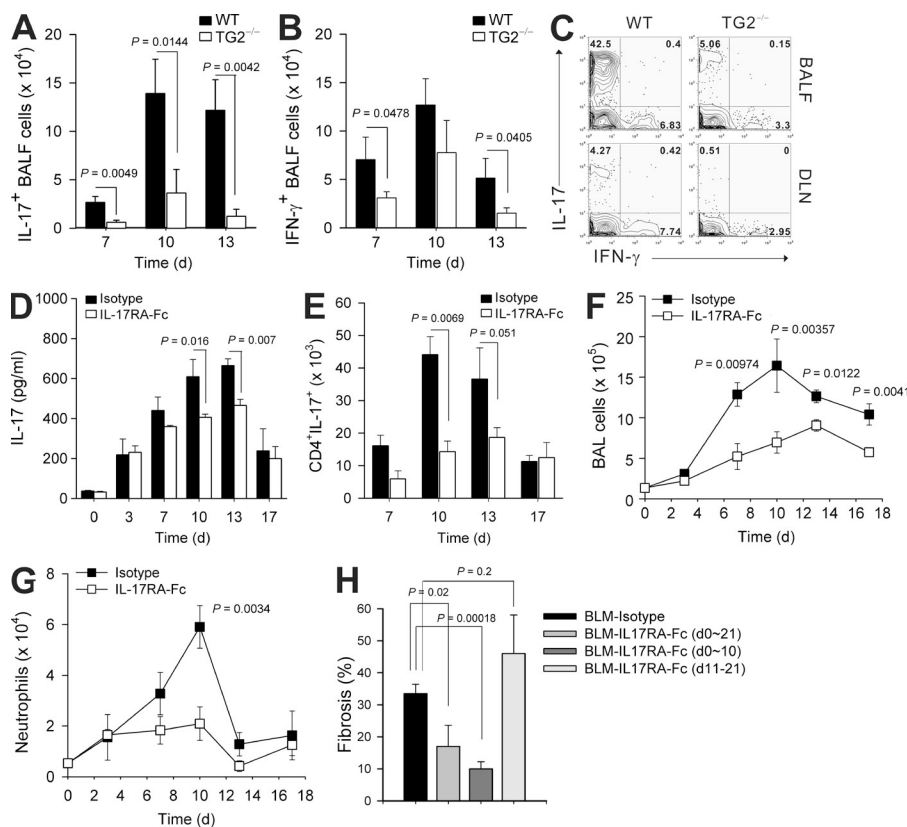 A
WT
TG2⁻/⁻
P = 0.0144
P = 0.0042
P = 0.0049
IL-17⁺ BALF cells (x 10⁴)
20
15
10
5
0
7 10 13
Time (d)
B
WT
TG2⁻/⁻
P = 0.0478
P = 0.0405
IFN-γ⁺ BALF cells (x 10⁴)
20
15
10
5
0
7 10 13
Time (d)
C
WT TG2⁻/⁻
42.5 0.4 5.06 0.15
6.83 3.3
BALF
4.27 0.42 0.51 0
7.74 2.95
DLN
IL-17
IFN-γ
D
Isotype
IL-17RA-Fc
P = 0.016
P = 0.007
IL-17 (pg/ml)
1000
800
600
400
200
0
0 3 7 10 13 17
Time (d)
E
Isotype
IL-17RA-Fc
P = 0.0069
P = 0.051
CD4⁺IL-17⁺ (x 10³)
60
50
40
30
20
10
0
7 10 13 17
Time (d)
F
Isotype
IL-17RA-Fc
P = 0.00357
P = 0.00974
P = 0.0122
P = 0.0041
BAL cells (x 10⁵)
25
20
15
10
5
0
0 2 4 6 8 10 12 14 16 18
Time (d)
G
Isotype
IL-17RA-Fc
P = 0.0034
Neutrophils (x 10⁴)
8
6
4
2
0
0 2 4 6 8 10 12 14 16 18
Time (d)
H
P = 0.2
P = 0.02
P = 0.00018
Fibrosis (%)
60
50
40
30
20
10
0
BLM-Isotype
BLM-IL17RA-Fc (d0~21)
BLM-IL17RA-Fc (d0~10)
BLM-IL17RA-Fc (d11-21)